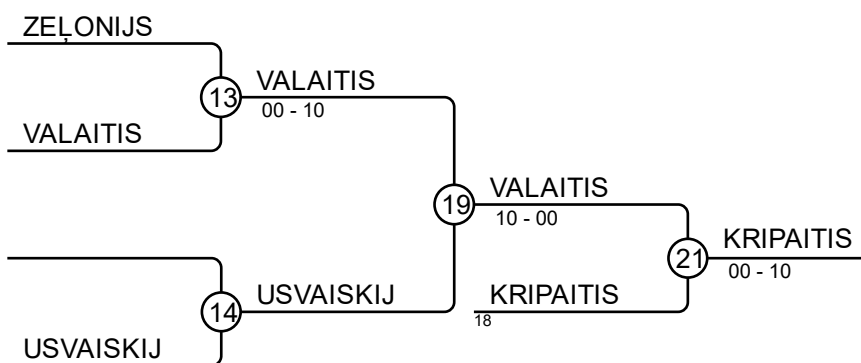 ZEĻONIJS
13
VALAITIS
00 - 10
VALAITIS
19
VALAITIS
10 - 00
21
KRIPAITIS
00 - 10
14
USVAISKIJ
KRIPAITIS
18
USVAISKIJ